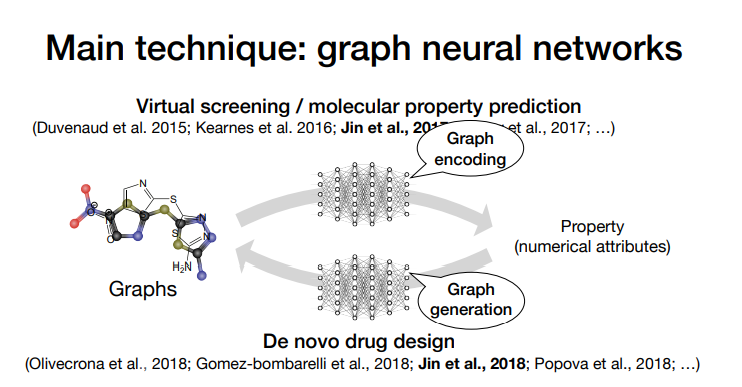 Main technique: graph neural networks
Virtual screening / molecular property prediction
(Duvenaud et al. 2015; Kearnes et al. 2016; Jin et al., 2017; et al., 2017; …)
Graph
encoding
N
S
N
S
N
H₂N
O
Graphs
Property
(numerical attributes)
Graph
generation
De novo drug design
(Olivecrona et al., 2018; Gomez-bombarelli et al., 2018; Jin et al., 2018; Popova et al., 2018; …)